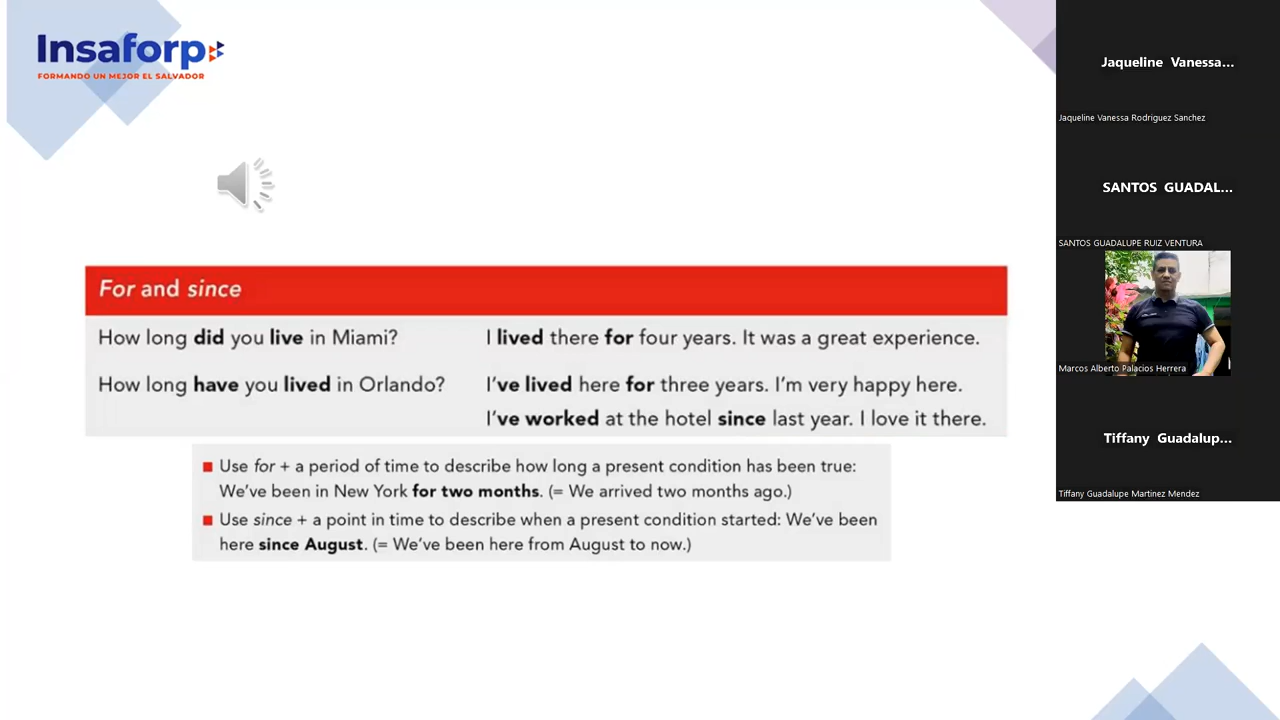 Insaforp
FORMANDO UN MEJOR EL SALVADOR
For and since
How long did you live in Miami?
I lived there for four years. It was a great experience.
How long have you lived in Orlando?
I've lived here for three years. I'm very happy here.
I've worked at the hotel since last year. I love it there.
Use for + a period of time to describe how long a present condition has been true:
We've been in New York for two months. (= We arrived two months ago.)
Use since + a point in time to describe when a present condition started: We've been
here since August. (= We've been here from August to now.)
Jaqueline Vanessa...
Jaqueline Vanessa Rodriguez Sanchez
SANTOS GUADAL...
SANTOS GUADALUPE RUIZ VENTURA
Marcos Alberto Palacios Herrera
Tiffany Guadalup...
Tiffany Guadalupe Martinez Mendez